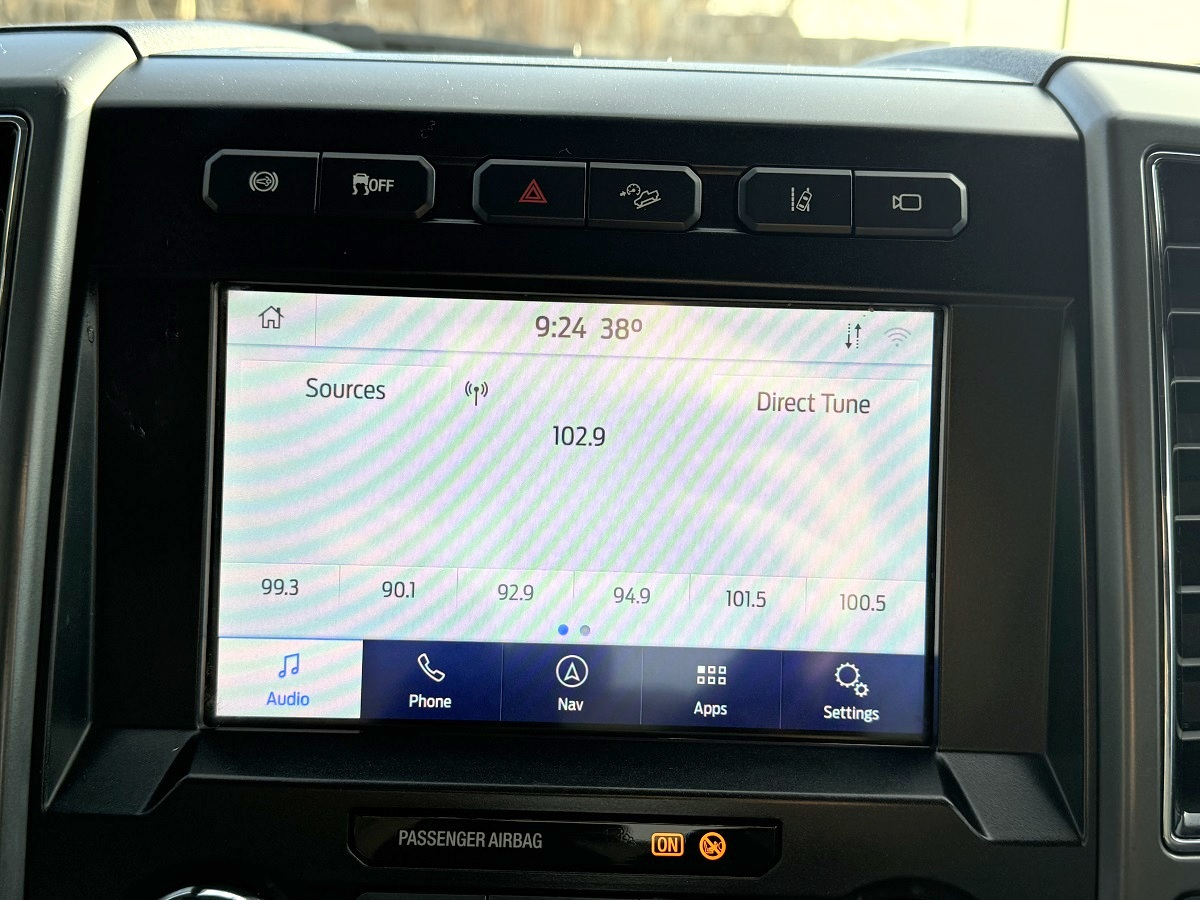 OFF
9:24 38º
Sources
Direct Tune
102.9
99.3 90.1 92.9 94.9 101.5 100.5
Audio Phone Nav Apps Settings
PASSENGER AIRBAG ON